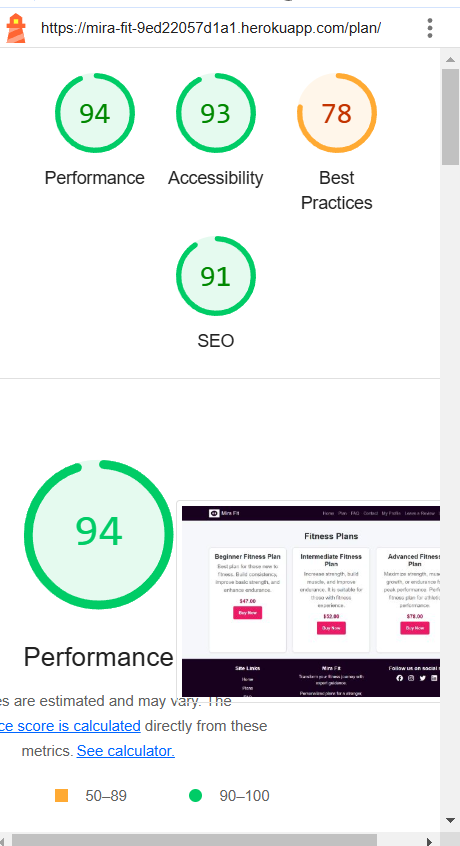 https://mira-fit-9ed22057d1a1.herokuapp.com/plan/
94
93
78
Performance
Accessibility
Best
Practices
91
SEO
94
Mira Fit
Home Plan FAQ Contact My Profile Leave a Review
Fitness Plans
Beginner Fitness Plan
Best plan for those new to
fitness. Build consistency,
improve basic strength, and
enhance endurance.
$47.00
Buy Now
Intermediate Fitness
Plan
Increase strength, build
muscle, and improve
endurance. It is suitable for
those with fitness
experience.
$52.00
Buy Now
Advanced Fitness
Plan
Maximize strength,
endurance for
peak performance.
fitness plan for
performance.
$78.00
Buy Now
Site Links
Home
Plans
FAQ
Mira Fit
Transform your fitness journey with
expert guidance.
Personalized plans for a stronger,
Follow us on social
Performance
es are estimated and may vary. The
ce score is calculated directly from these
metrics. See calculator.
50–89
90–100